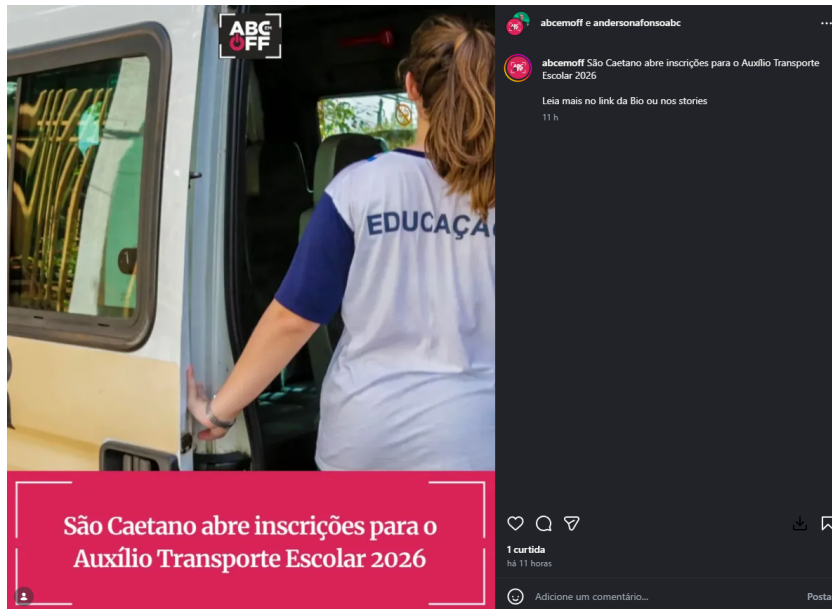 ABC EM
OFF
EDUCAÇÃ
São Caetano abre inscrições para o
Auxílio Transporte Escolar 2026
abcemoff e andersonafonsoabc
abcemoff São Caetano abre inscrições para o Auxílio Transporte
Escolar 2026
Leia mais no link da Bio ou nos stories
11 h
1 curtida
há 11 horas
Adicione um comentário...
Posta